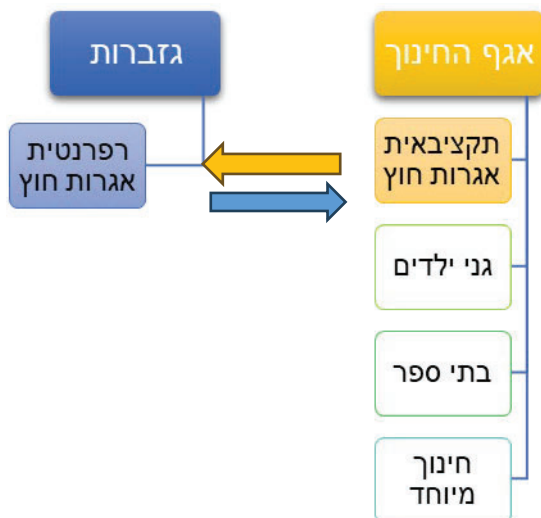 אגף החינוך
תקציבאית
אגרות חוץ
גני ילדים
בתי ספר
חינוך
מיוחד
גזברות
רפרנטית
אגרות חוץ